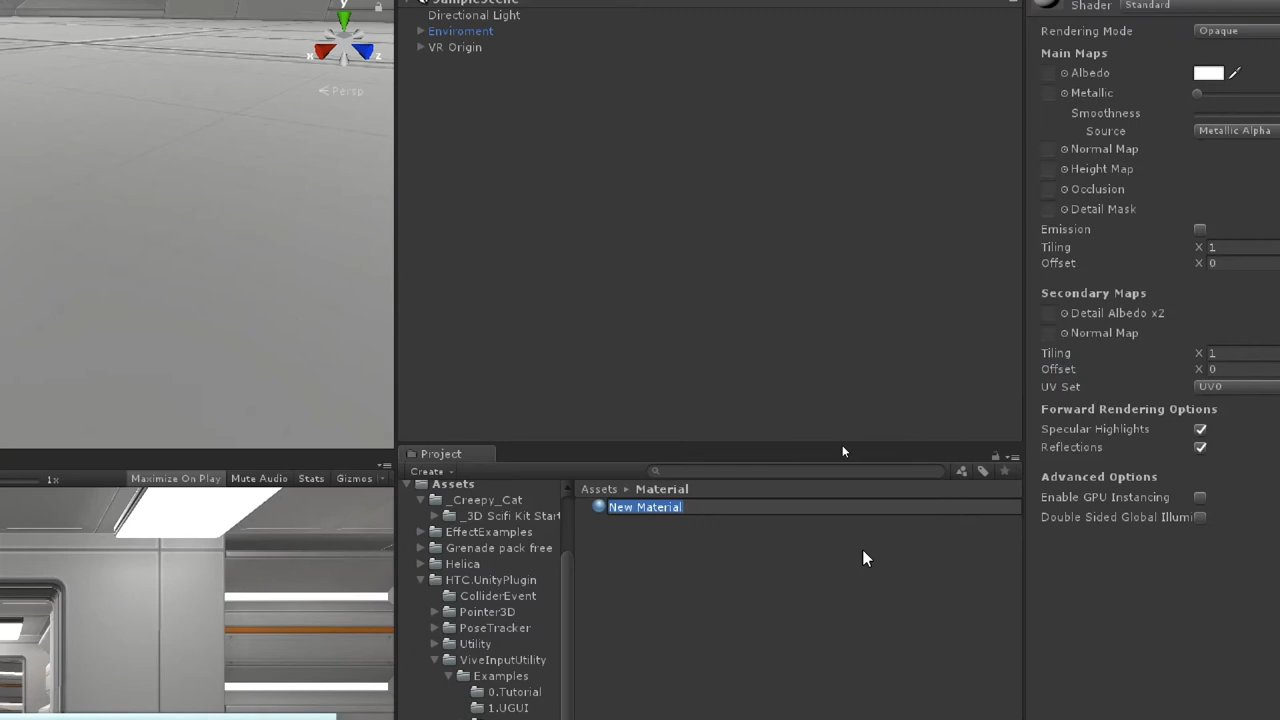 y
x
z
Persp
1x
Maximize On Play
Mute Audio
Stats
Gizmos
SampleScene
Directional Light
Enviroment
VR Origin
Project
Create
Assets
_Creepy_Cat
_3D Scifi Kit Start
EffectExamples
Grenade pack free
Helica
HTC.UnityPlugin
ColliderEvent
Pointer3D
PoseTracker
Utility
ViveInputUtility
Examples
0.Tutorial
1.UGUI
Assets ▸ Material
New Material
Shader Standard
Rendering Mode Opaque
Main Maps
Albedo
Metallic
Smoothness
Source Metallic Alpha
Normal Map
Height Map
Occlusion
Detail Mask
Emission
Tiling X 1
Offset X 0
Secondary Maps
Detail Albedo x2
Normal Map
Tiling X 1
Offset X 0
UV Set UV0
Forward Rendering Options
Specular Highlights
Reflections
Advanced Options
Enable GPU Instancing
Double Sided Global Illumi